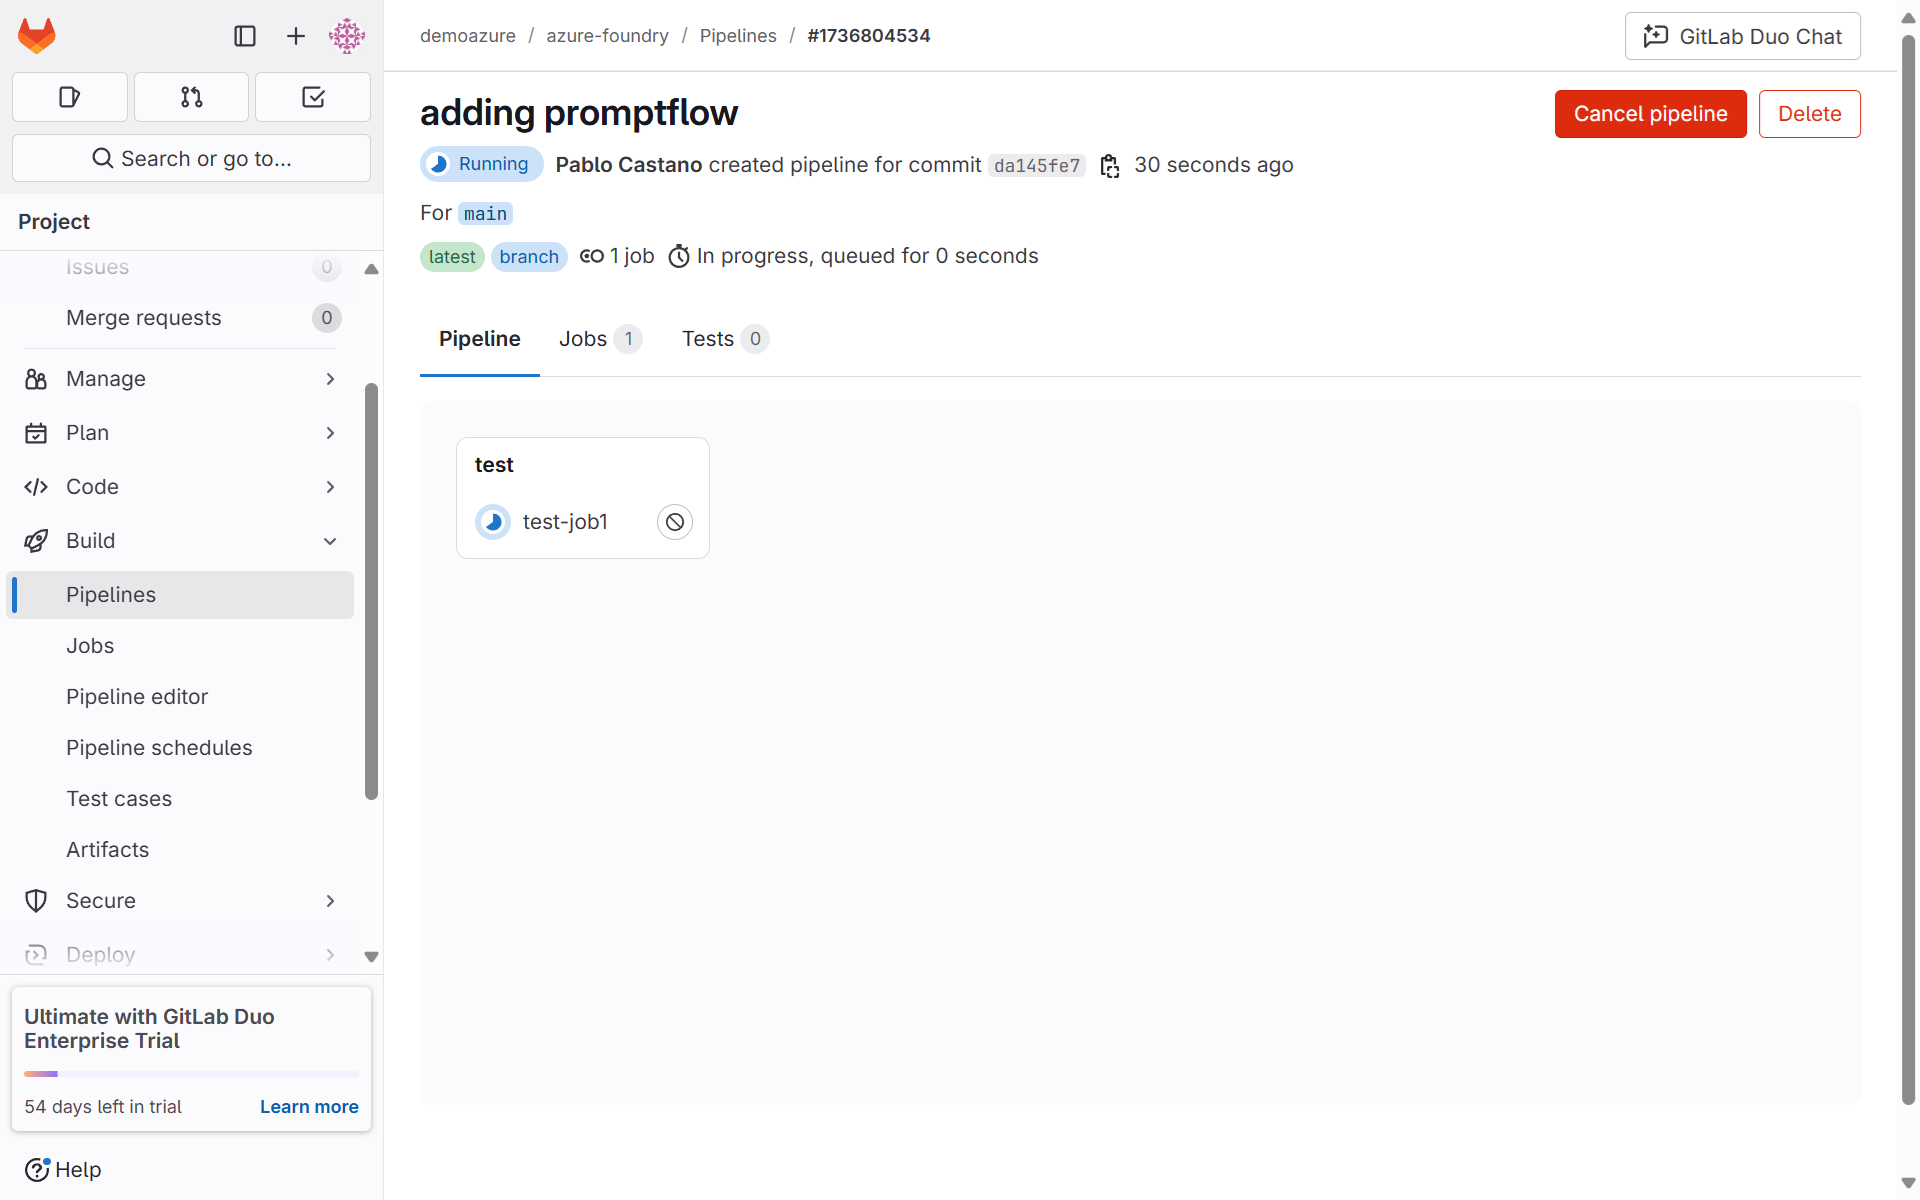 demoazure / azure-foundry / Pipelines / #1736804534
GitLab Duo Chat
Search or go to...
Project
Issues 0
Merge requests 0
Manage
Plan
Code
Build
Pipelines
Jobs
Pipeline editor
Pipeline schedules
Test cases
Artifacts
Secure
Deploy
Ultimate with GitLab Duo
Enterprise Trial
54 days left in trial Learn more
Help
adding promptflow
Cancel pipeline Delete
Running Pablo Castano created pipeline for commit da145fe7 30 seconds ago
For main
latest branch 1 job In progress, queued for 0 seconds
Pipeline Jobs 1 Tests 0
test
test-job1